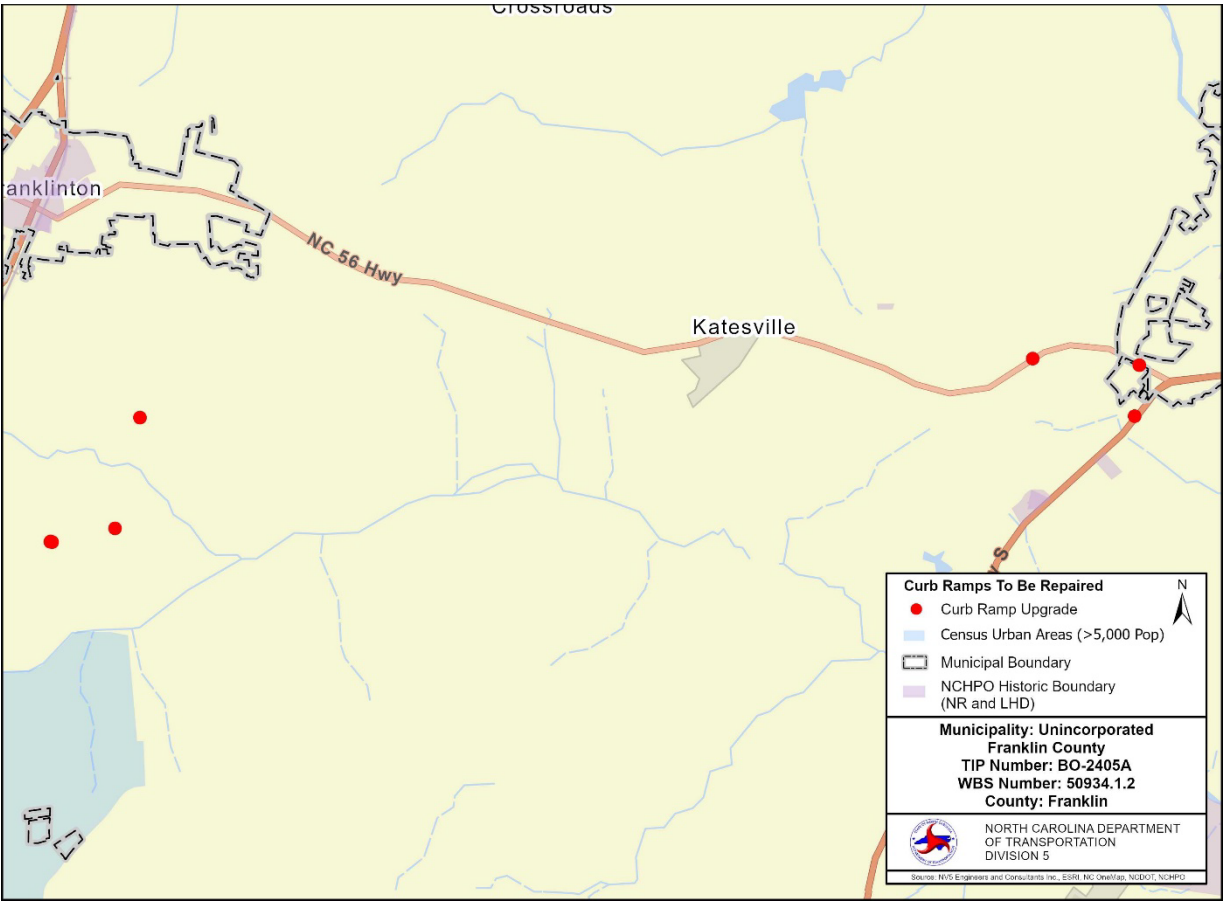 Crossroads
ranklinton
NC 56 Hwy
Katesville
y S
Curb Ramps To Be Repaired
N
Curb Ramp Upgrade
Census Urban Areas (>5,000 Pop)
Municipal Boundary
NCHPO Historic Boundary
(NR and LHD)
Municipality: Unincorporated
Franklin County
TIP Number: BO-2405A
WBS Number: 50934.1.2
County: Franklin
NORTH CAROLINA DEPARTMENT
OF TRANSPORTATION
DIVISION 5
Source: NV5 Engineers and Consultants Inc., ESRI, NC OneMap, NCDOT, NCHPO